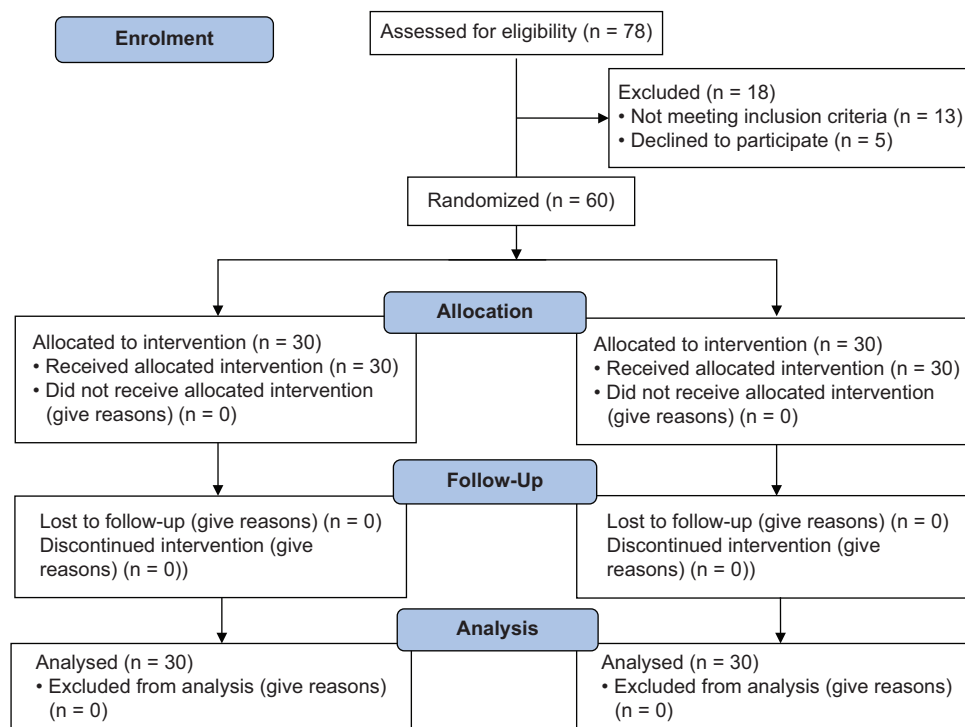 Enrolment
Assessed for eligibility (n = 78)
Excluded (n = 18)
• Not meeting inclusion criteria (n = 13)
• Declined to participate (n = 5)
Randomized (n = 60)
Allocation
Allocated to intervention (n = 30)
• Received allocated intervention (n = 30)
• Did not receive allocated intervention
(give reasons) (n = 0)
Allocated to intervention (n = 30)
• Received allocated intervention (n = 30)
• Did not receive allocated intervention
(give reasons) (n = 0)
Follow-Up
Lost to follow-up (give reasons) (n = 0)
Discontinued intervention (give
reasons) (n = 0))
Lost to follow-up (give reasons) (n = 0)
Discontinued intervention (give
reasons) (n = 0))
Analysis
Analysed (n = 30)
• Excluded from analysis (give reasons)
(n = 0)
Analysed (n = 30)
• Excluded from analysis (give reasons)
(n = 0)